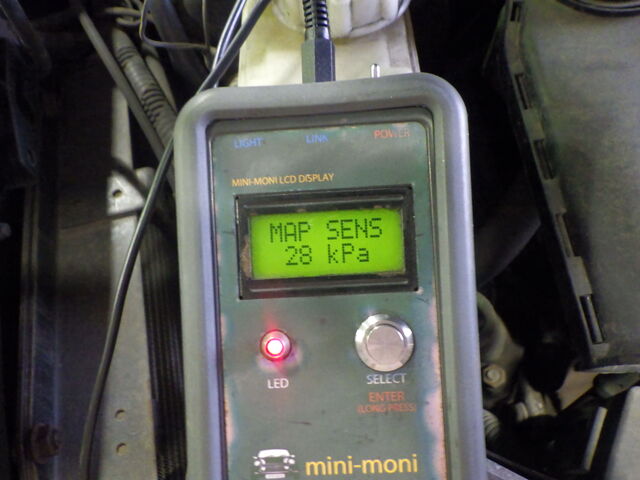 LIGHT LINK POWER
MINI-MONI LCD DISPLAY
MAP SENS
28 kPa
LED
SELECT
ENTER
(LONG PRESS)
mini-moni